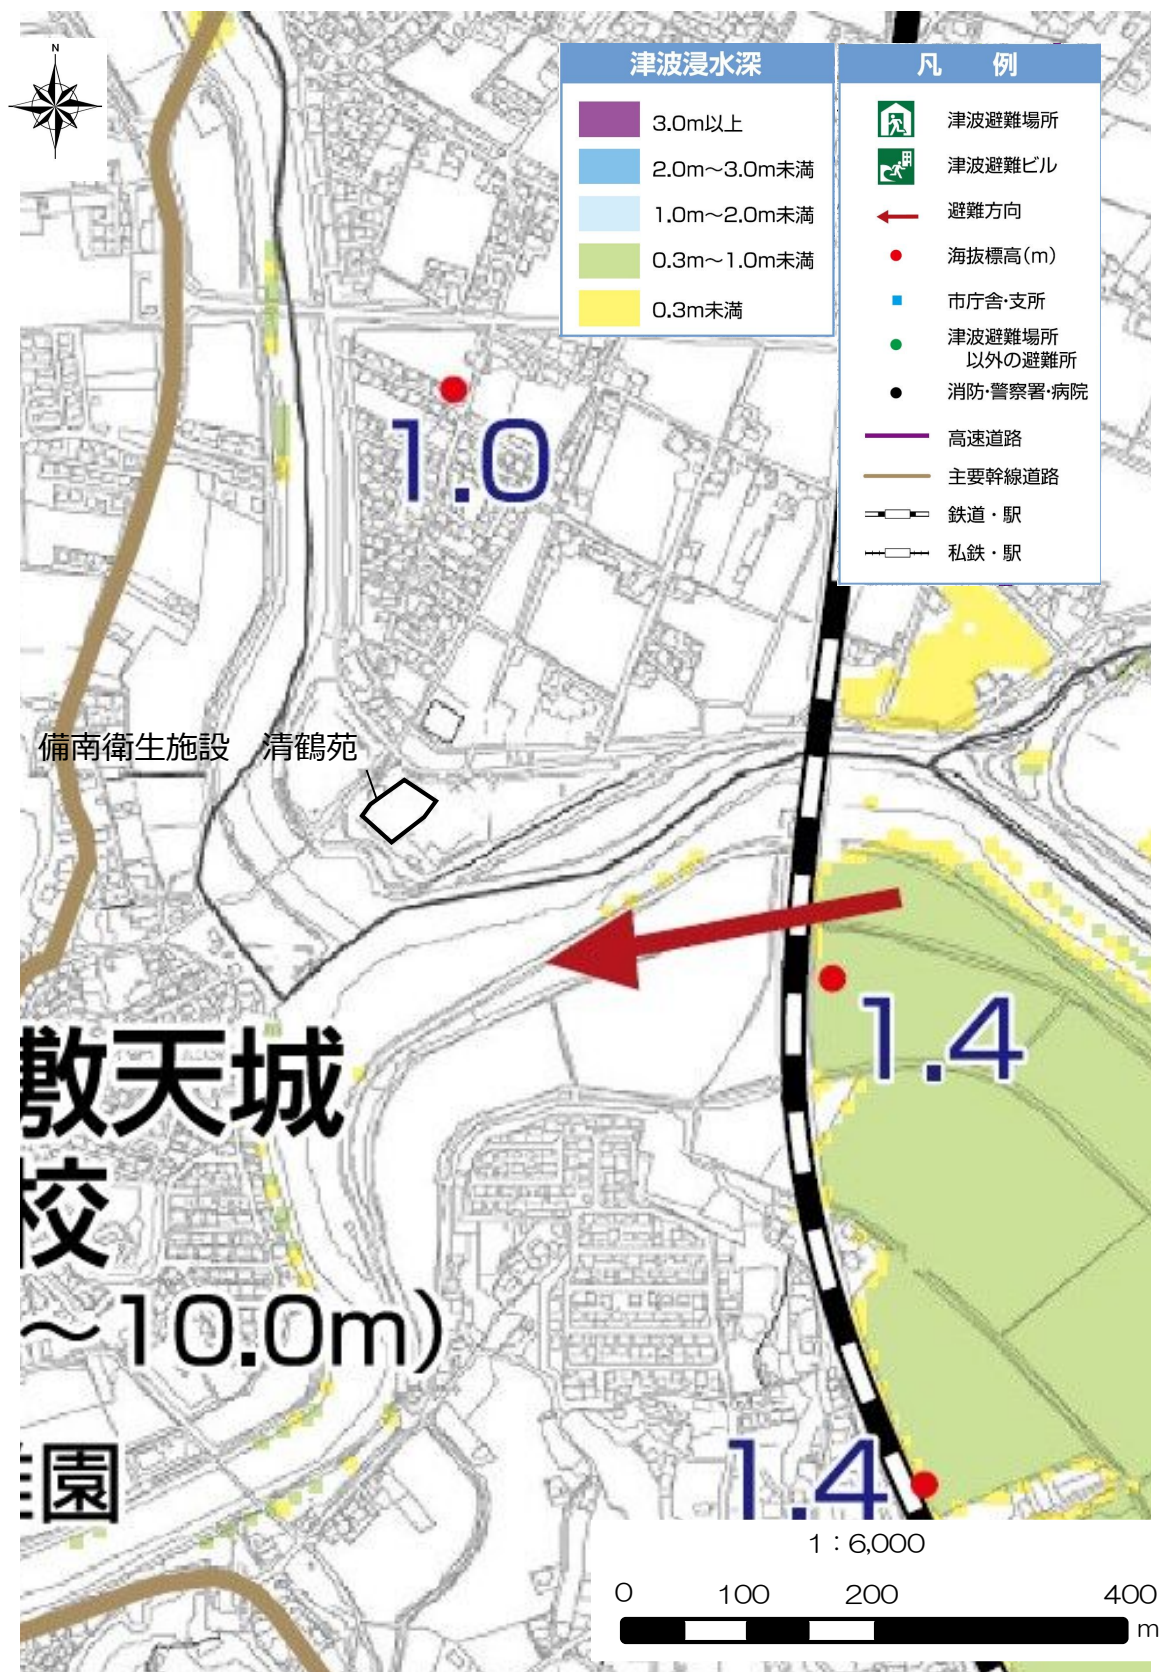 N
津波浸水深
3.0m以上
2.0m～3.0m未満
1.0m～2.0m未満
0.3m～1.0m未満
0.3m未満
凡 例
津波避難場所
津波避難ビル
避難方向
海抜標高(m)
市庁舎・支所
津波避難場所
以外の避難所
消防・警察署・病院
高速道路
主要幹線道路
鉄道・駅
私鉄・駅
1.0
備南衛生施設 清鶴苑
1.4
敷天城
校
～10.0m)
園
1.4
1：6,000
0 100 200 400
m